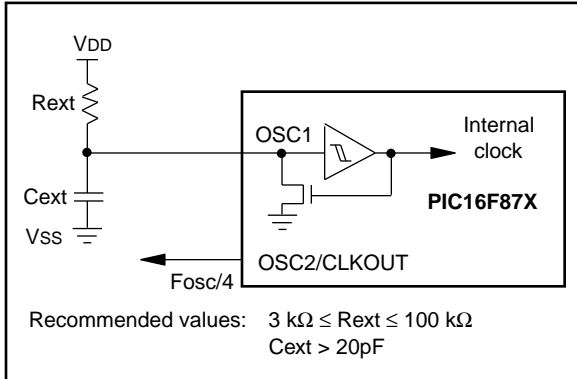 VDD
Rext
OSC1
Internal
clock
Cext
PIC16F87X
VSS
OSC2/CLKOUT
Fosc/4
Recommended values: 3 kΩ ≤ Rext ≤ 100 kΩ
Cext > 20pF